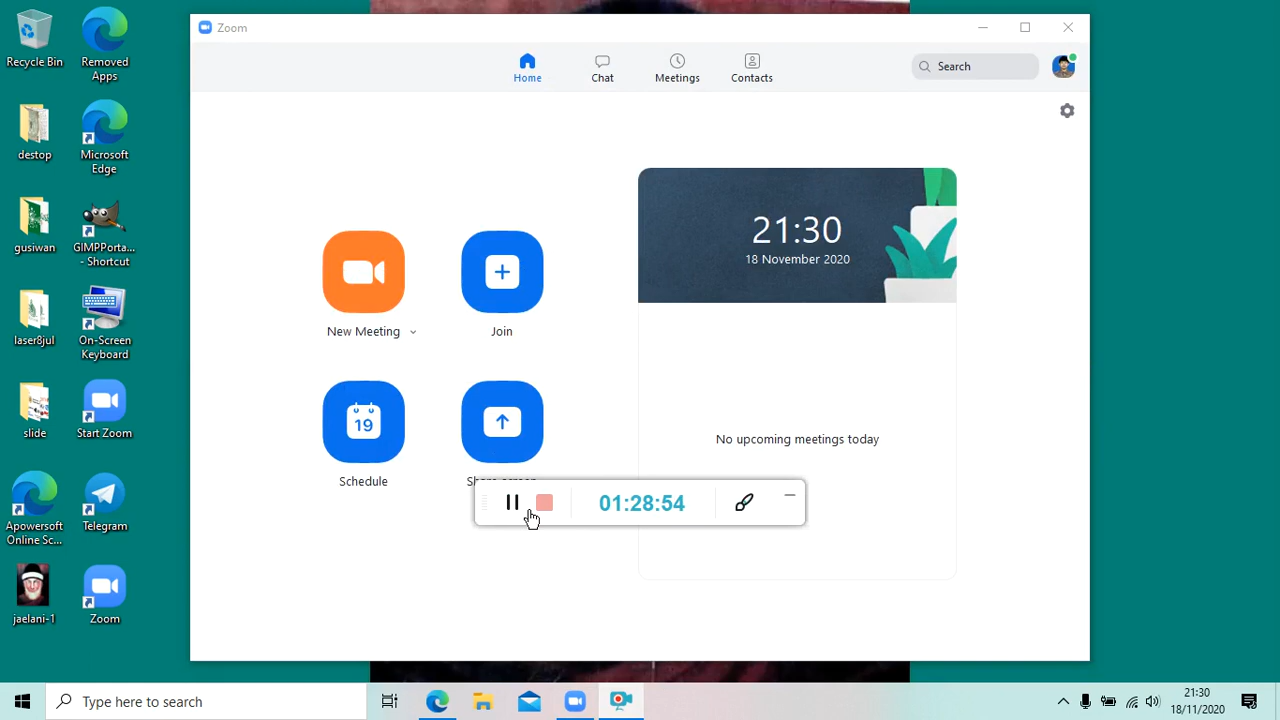 Zoom
Home
Chat
Meetings
Contacts
Search
Recycle Bin
Removed
Apps
destop
Microsoft
Edge
gusiwan
GIMPPorta...
- Shortcut
laser8jul
On-Screen
Keyboard
slide
Start Zoom
Apowersoft
Online Sc...
Telegram
jaelani-1
Zoom
New Meeting
Join
19
Schedule
21:30
18 November 2020
No upcoming meetings today
01:28:54
Type here to search
21:30
18/11/2020